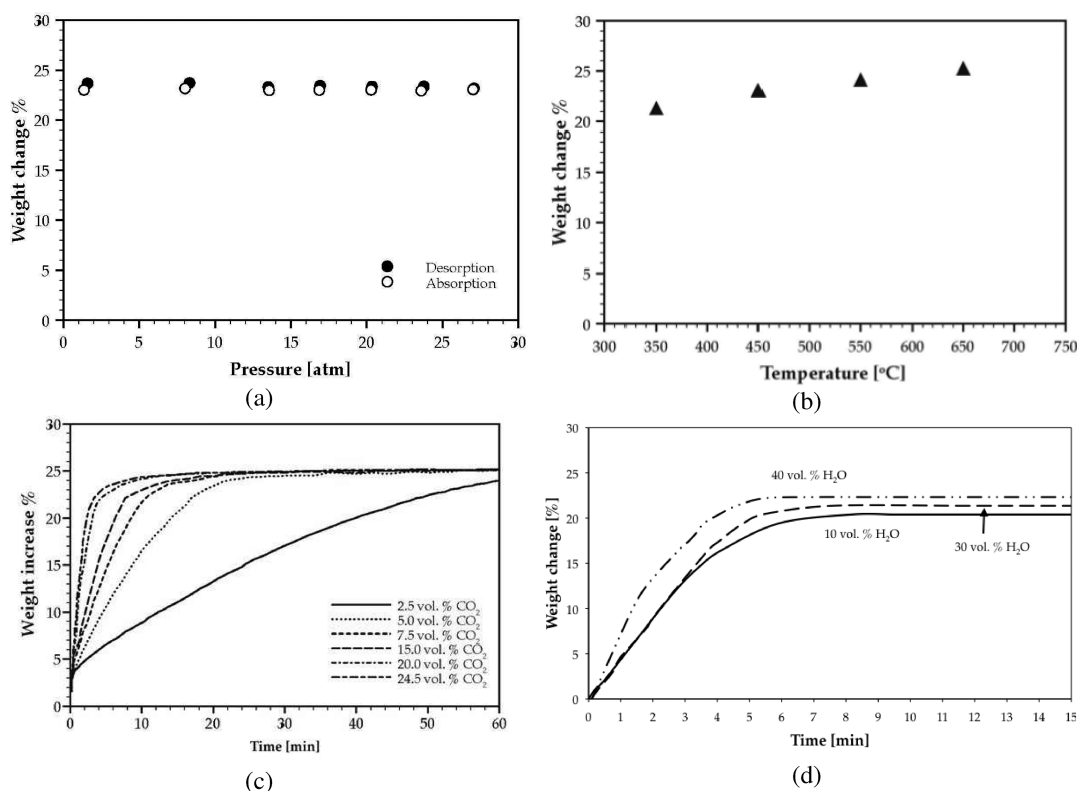 30
25
20
15
10
5
0
Weight change %
Desorption
Absorption
0 5 10 15 20 25 30
Pressure [atm]
(a)
30
25
20
15
10
5
0
Weight change %
300 350 400 450 500 550 600 650 700 750
Temperature [ºC]
(b)
30
25
20
15
10
5
0
Weight increase %
2.5 vol. % CO₂
5.0 vol. % CO₂
7.5 vol. % CO₂
15.0 vol. % CO₂
20.0 vol. % CO₂
24.5 vol. % CO₂
0 10 20 30 40 50 60
Time [min]
(c)
30
25
20
15
10
5
0
Weight change [%]
40 vol. % H₂O
10 vol. % H₂O
30 vol. % H₂O
0 1 2 3 4 5 6 7 8 9 10 11 12 13 14 15
Time [min]
(d)